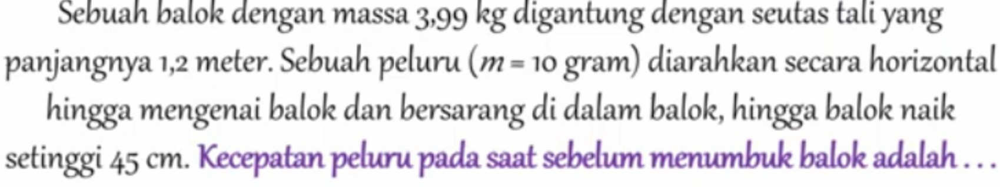 Sebuah balok dengan massa 3,99 kg digantung dengan seutas tali yang
panjangnya 1,2 meter. Sebuah peluru (m = 10 gram) diarahkan secara horizontal
hingga mengenai balok dan bersarang di dalam balok, hingga balok naik
setinggi 45 cm. Kecepatan peluru pada saat sebelum menumbuk balok adalah . . .